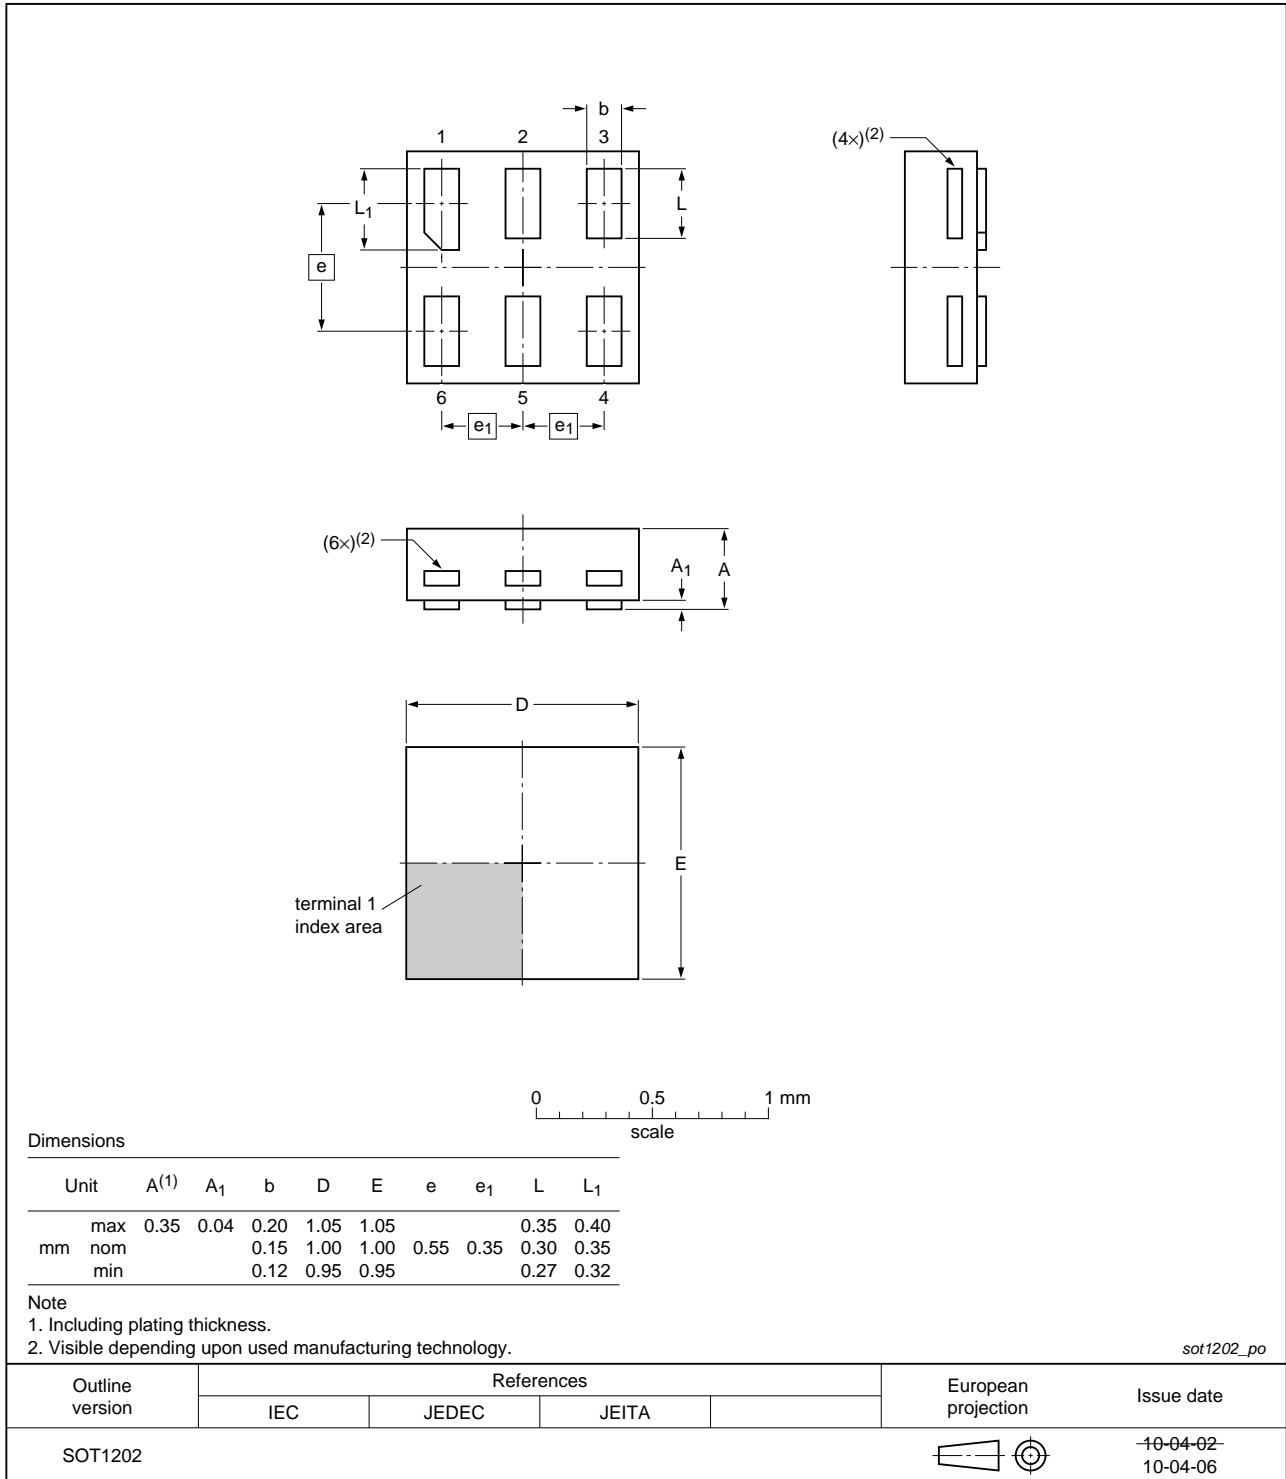 b
1 2 3
(4×)(2)
L1
L
e
6 5 4
e1 e1
(6×)(2)
A1 A
D
E
terminal 1
index area
0 0.5 1 mm
scale
Dimensions
Unit A(1) A1 b D E e e1 L L1
max 0.35 0.04 0.20 1.05 1.05 0.35 0.40
mm nom 0.15 1.00 1.00 0.55 0.35 0.30 0.35
min 0.12 0.95 0.95 0.27 0.32
Note
1. Including plating thickness.
2. Visible depending upon used manufacturing technology.
sot1202_po
Outline version
References
IEC JEDEC JEITA
European projection
Issue date
SOT1202
10-04-02
10-04-06